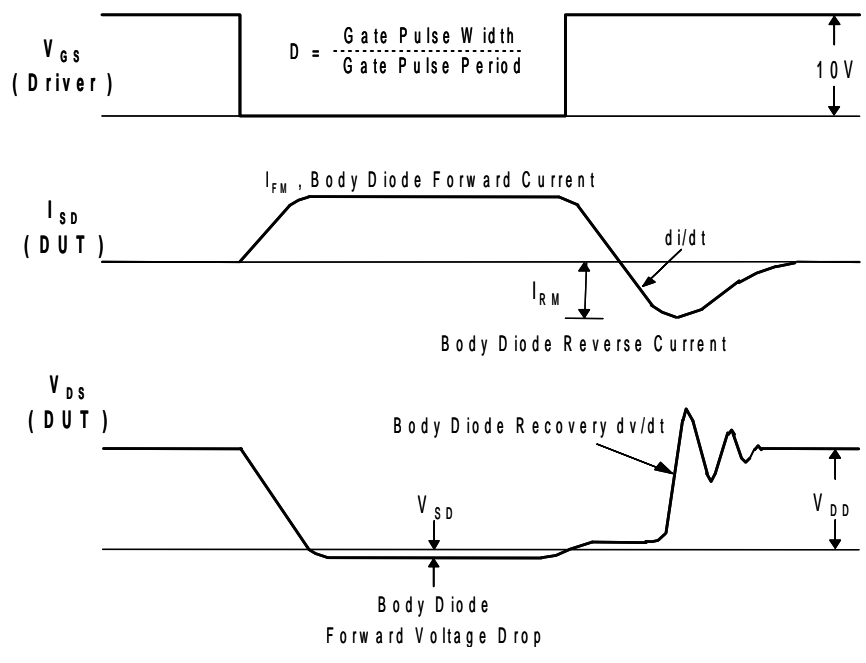 V_GS
(Driver)
D = Gate Pulse Width
Gate Pulse Period
10V
I_FM , Body Diode Forward Current
I_SD
(DUT)
di/dt
I_RM
Body Diode Reverse Current
V_DS
(DUT)
Body Diode Recovery dv/dt
V_SD
V_DD
Body Diode
Forward Voltage Drop